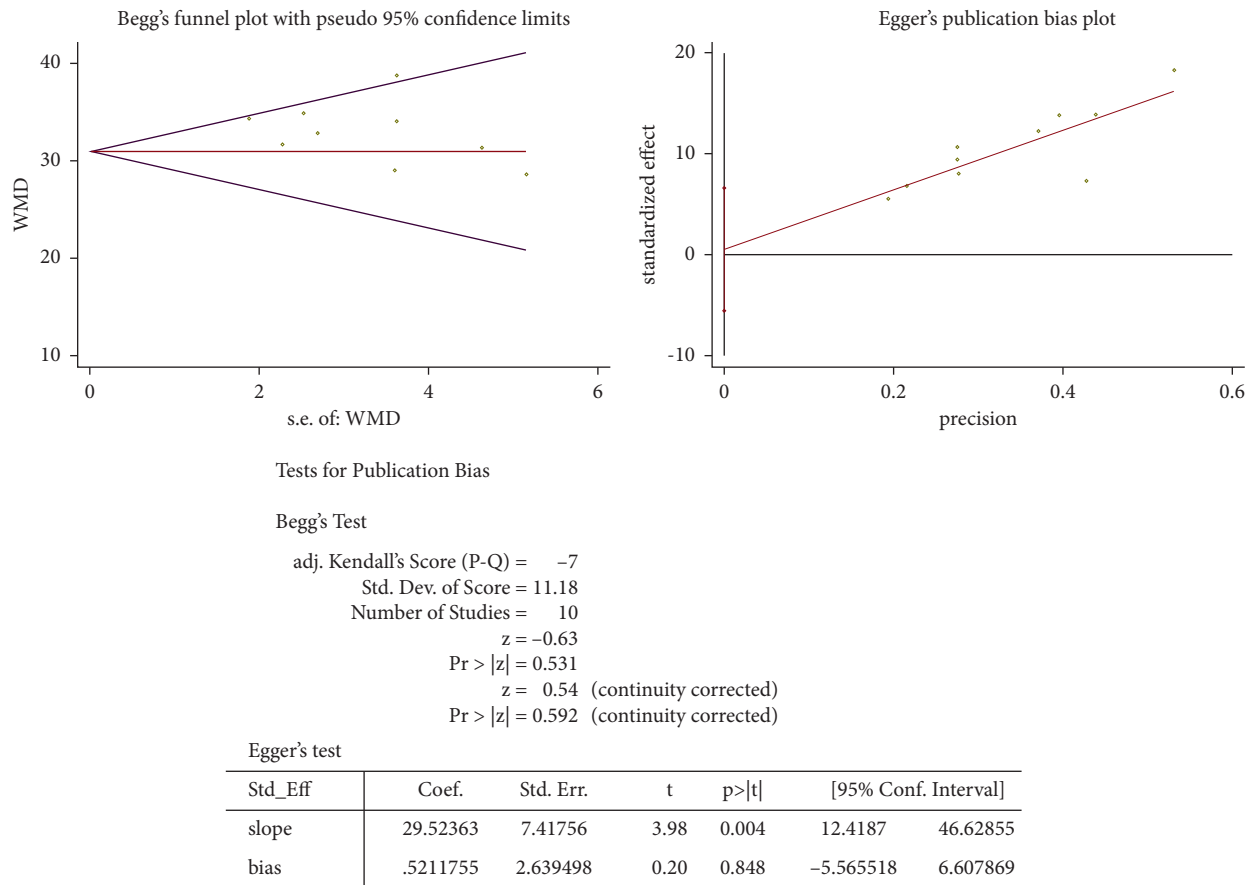 Begg's funnel plot with pseudo 95% confidence limits
40
30
20
10
WMD
0 2 4 6
s.e. of: WMD
Egger's publication bias plot
20
10
0
-10
standardized effect
0 0.2 0.4 0.6
precision
Tests for Publication Bias
Begg's Test
adj. Kendall's Score (P-Q) = –7
Std. Dev. of Score = 11.18
Number of Studies = 10
z = –0.63
Pr > |z| = 0.531
z = 0.54 (continuity corrected)
Pr > |z| = 0.592 (continuity corrected)
Egger's test
Std_Eff Coef. Std. Err. t p>|t| [95% Conf. Interval]
slope 29.52363 7.41756 3.98 0.004 12.4187 46.62855
bias .5211755 2.639498 0.20 0.848 –5.565518 6.607869